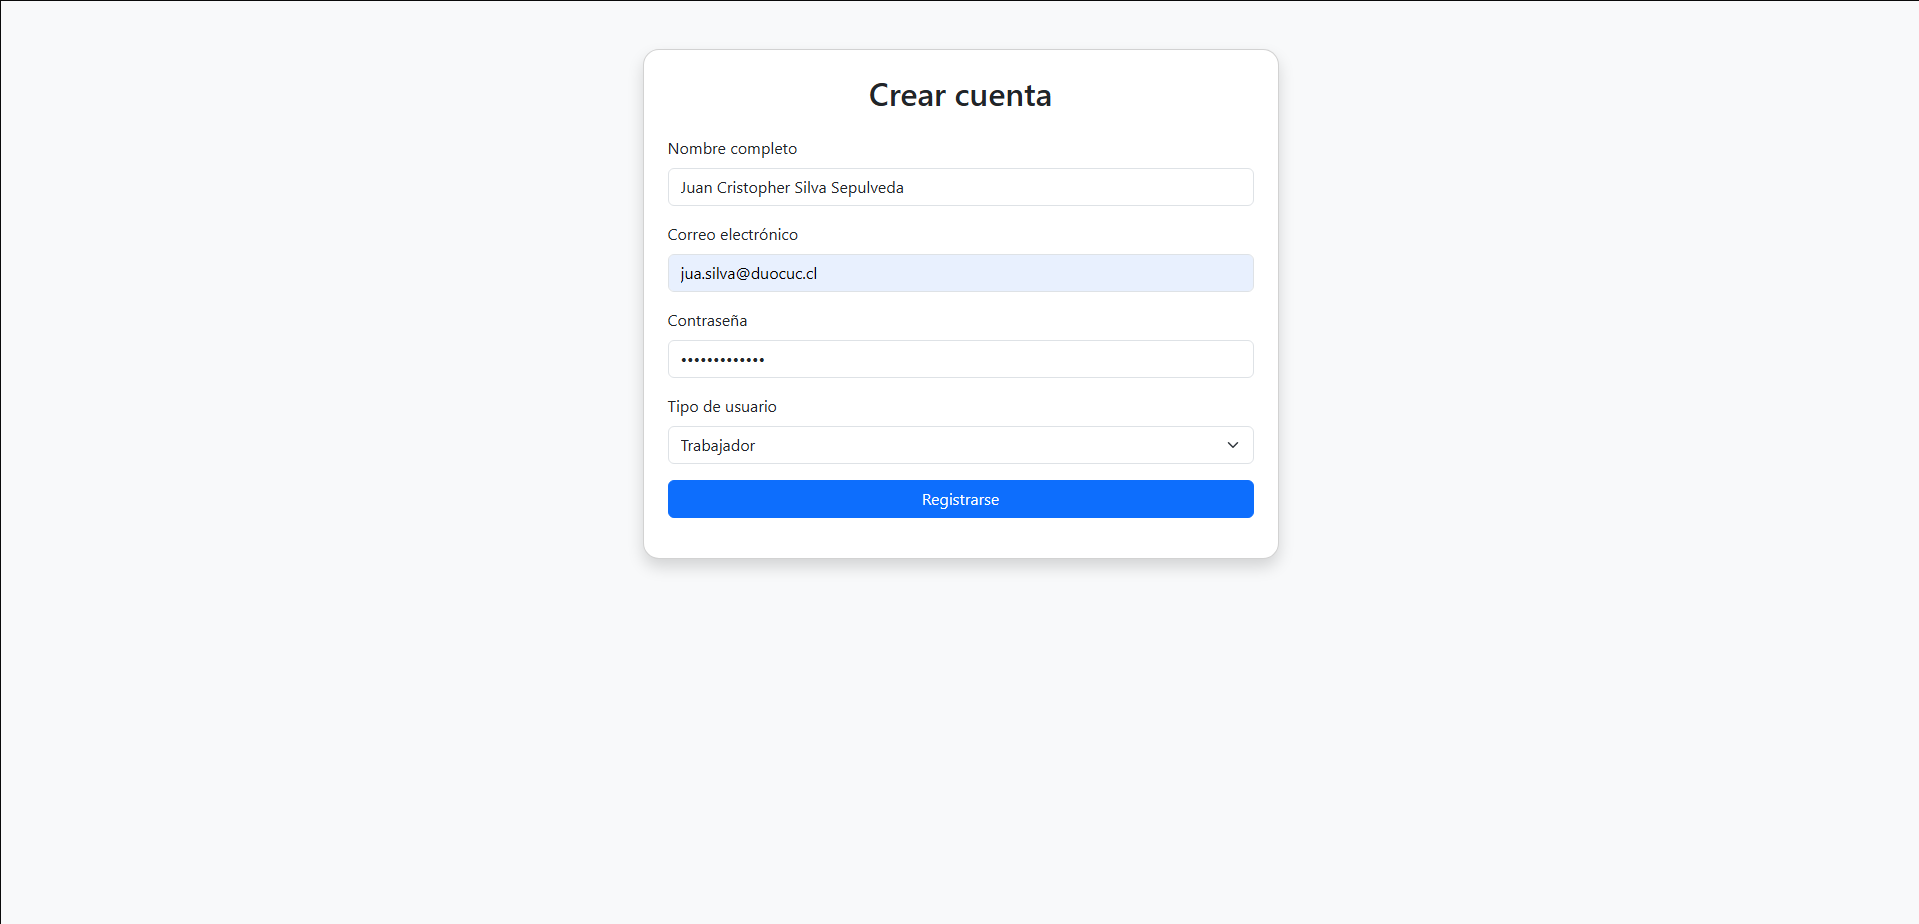 Crear cuenta
Nombre completo
Juan Cristopher Silva Sepulveda
Correo electrónico
jua.silva@duocuc.cl
Contraseña
•••••••••••••
Tipo de usuario
Trabajador
Registrarse